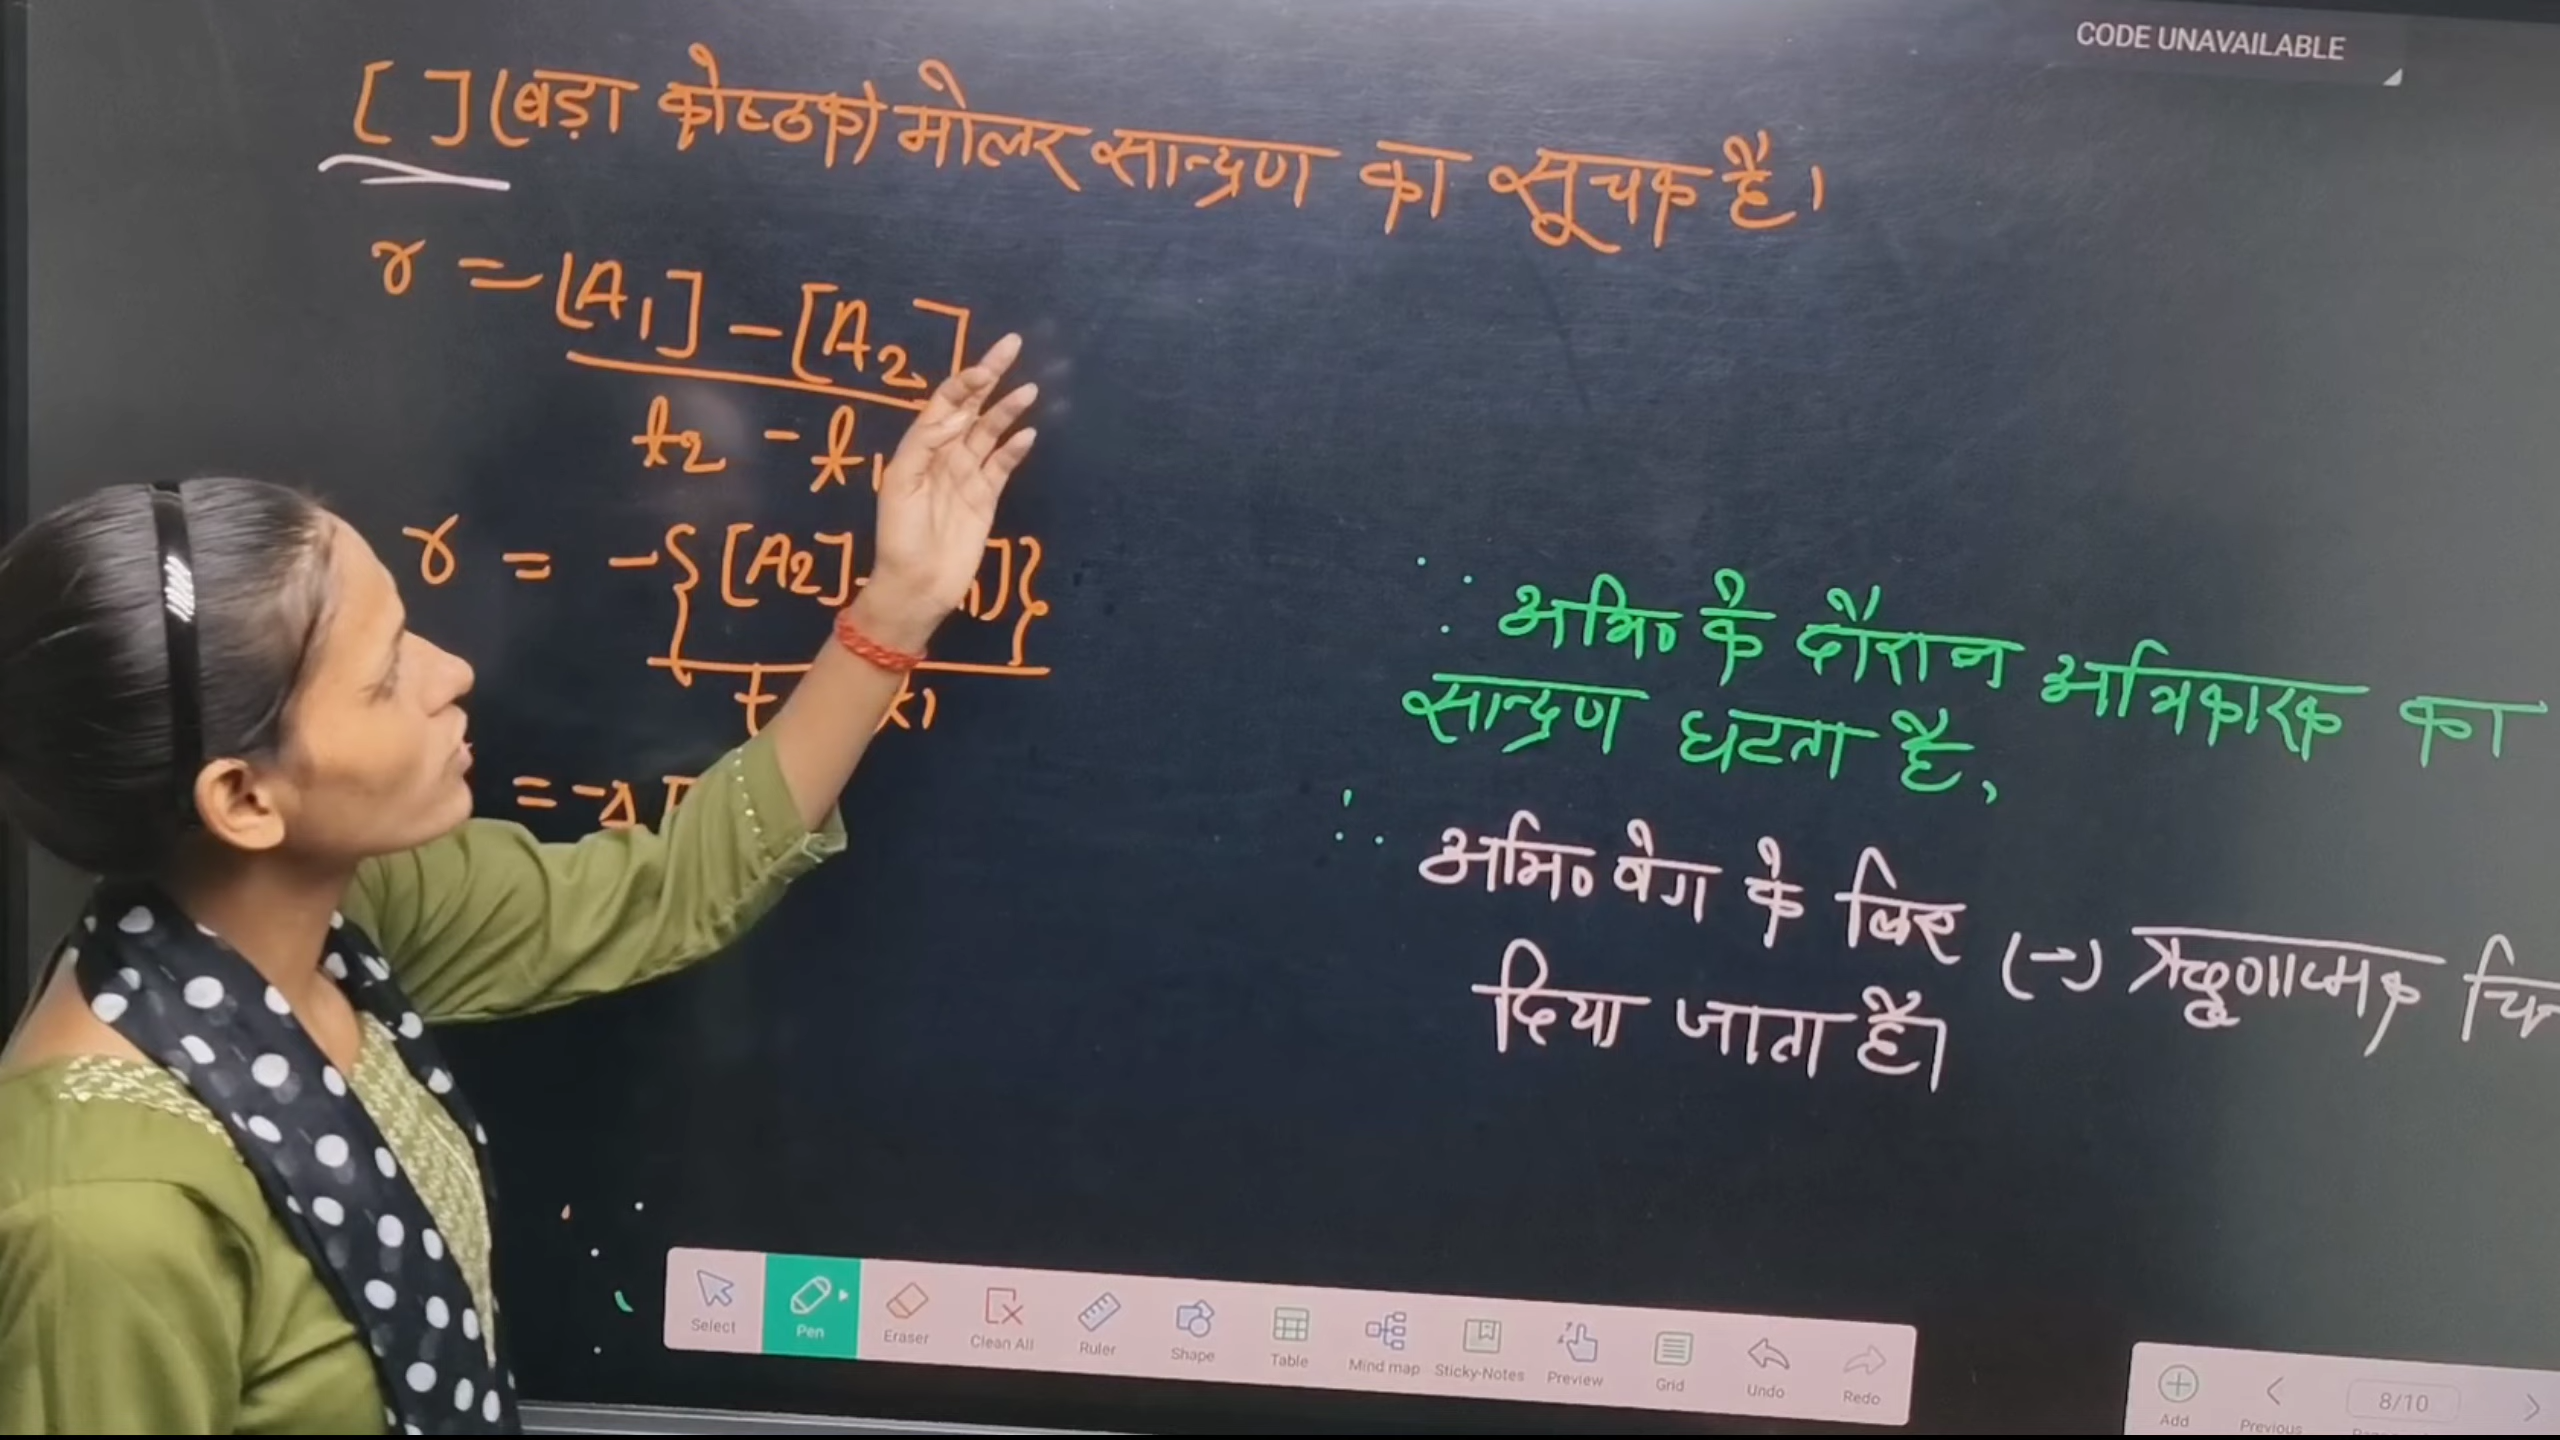 CODE UNAVAILABLE
[ ] (बड़ा कोष्ठक) मोलर सान्द्रण का सूचक है।
r = [A₁] - [A₂]
t₂ - t₁
r = -{[A₂] - ]}
t t₁
= -Δ
∵ अभि० के दौरान अभिकारक का
सान्द्रण घटता है,
∴ अभि० वेग के लिए (-) ऋणात्मक
दिया जाता है।
Select Pen Eraser Clean All Ruler Shape Table Mind map Sticky-Notes Preview Grid Undo Redo
Add Previous 8/10